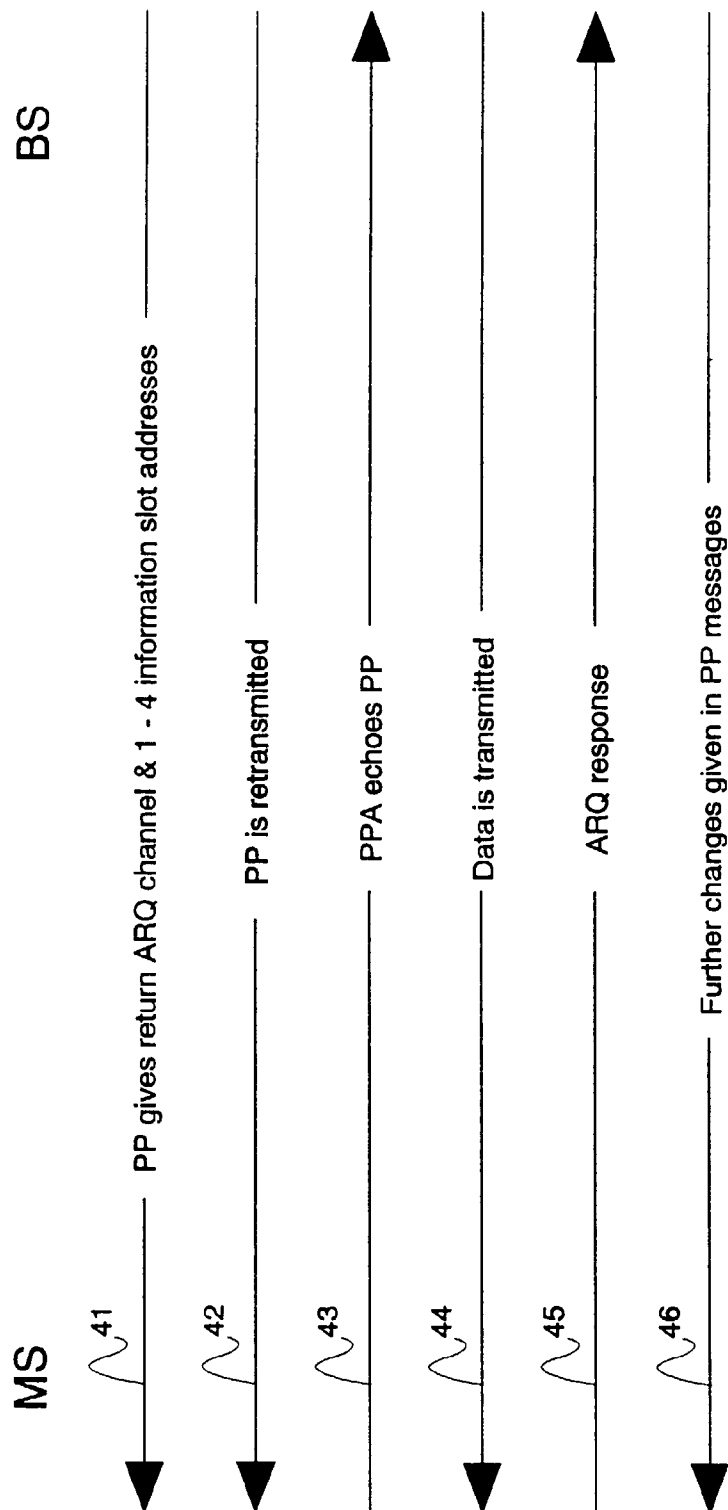 MS
BS
41
PP gives return ARQ channel & 1 - 4 information slot addresses
42
PP is retransmitted
43
PPA echoes PP
44
Data is transmitted
45
ARQ response
46
Further changes given in PP messages